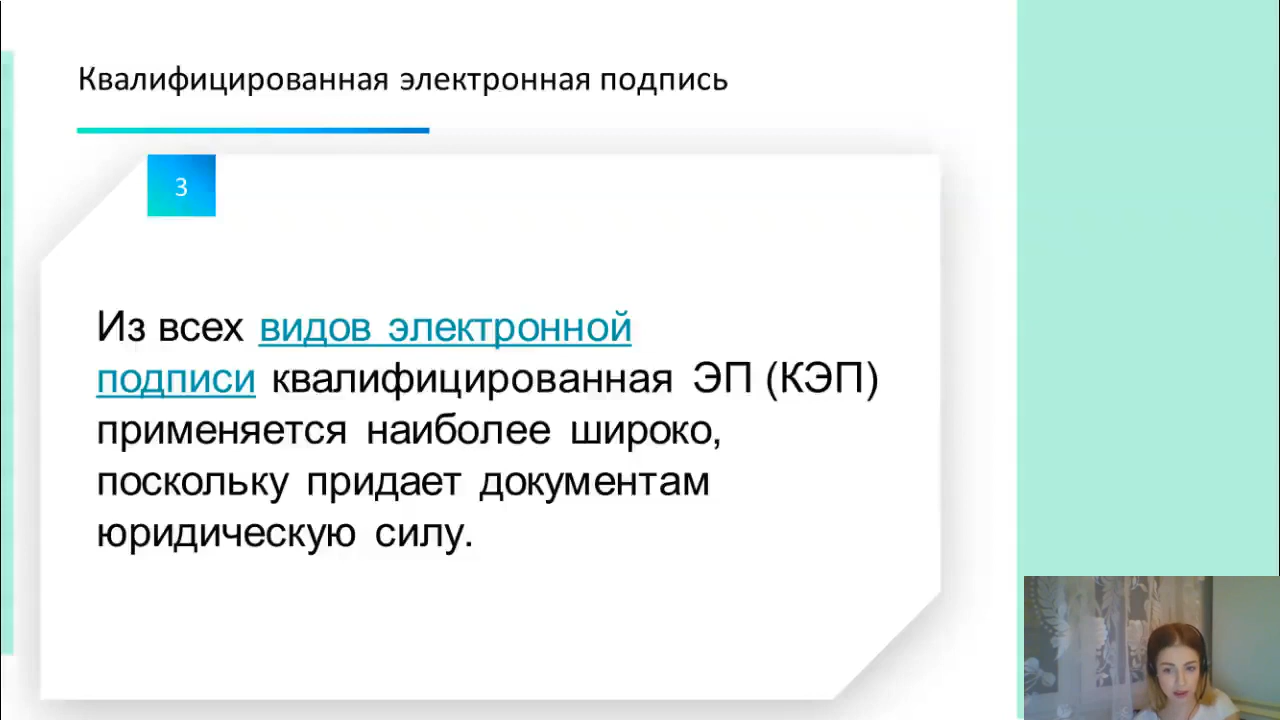 Квалифицированная электронная подпись
3
Из всех видов электронной
подписи квалифицированная ЭП (КЭП)
применяется наиболее широко,
поскольку придает документам
юридическую силу.